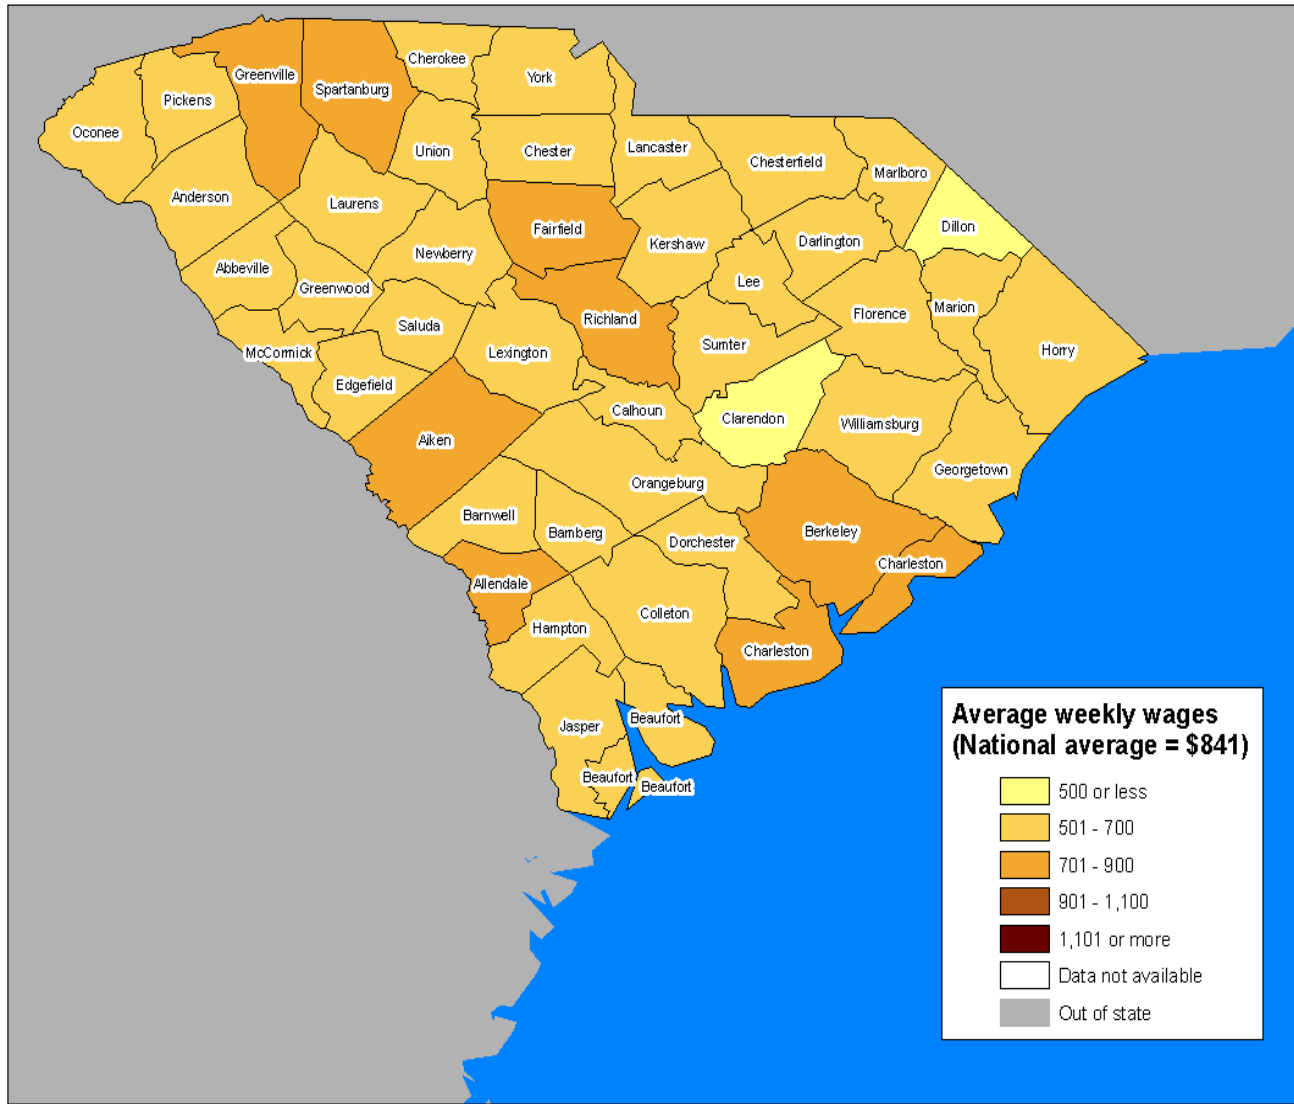 Cherokee
York
Greenville
Spartanburg
Pickens
Oconee
Union
Chester
Lancaster
Chesterfield
Marlboro
Anderson
Laurens
Dillon
Fairfield
Kershaw
Darlington
Newberry
Abbeville
Greenwood
Lee
Marion
Florence
Richland
Saluda
Sumter
Horry
McCormick
Lexington
Edgefield
Calhoun
Clarendon
Williamsburg
Aiken
Georgetown
Orangeburg
Barnwell
Bamberg
Dorchester
Berkeley
Charleston
Allendale
Colleton
Hampton
Charleston
Beaufort
Jasper
Beaufort
Beaufort
Average weekly wages
(National average = $841)
500 or less
501 - 700
701 - 900
901 - 1,100
1,101 or more
Data not available
Out of state